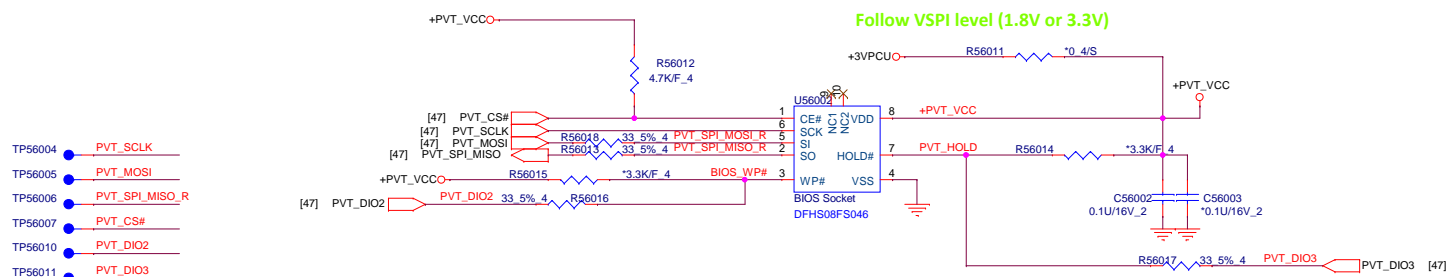 Follow VSPI level (1.8V or 3.3V)
+PVT_VCC
R56012
4.7K/F_4
+3VPCU
R56011
*0_4/S
+PVT_VCC
U56002
9
10
NC1
NC2
[47] PVT_CS#
1
CE#
VDD
8
+PVT_VCC
[47] PVT_SCLK
6
SCK
[47] PVT_MOSI
R56018
33_5%_4
PVT_SPI_MOSI_R
5
SI
[47] PVT_SPI_MISO
R56013
33_5%_4
PVT_SPI_MISO_R
2
SO
HOLD#
7
PVT_HOLD
R56014
*3.3K/F_4
+PVT_VCC
R56015
*3.3K/F_4
BIOS_WP#
3
WP#
VSS
4
[47] PVT_DIO2
PVT_DIO2
33_5%_4
R56016
BIOS Socket
DFHS08FS046
C56002
0.1U/16V_2
C56003
*0.1U/16V_2
R56017
33_5%_4
PVT_DIO3
PVT_DIO3 [47]
TP56004 PVT_SCLK
TP56005 PVT_MOSI
TP56006 PVT_SPI_MISO_R
TP56007 PVT_CS#
TP56010 PVT_DIO2
TP56011 PVT_DIO3